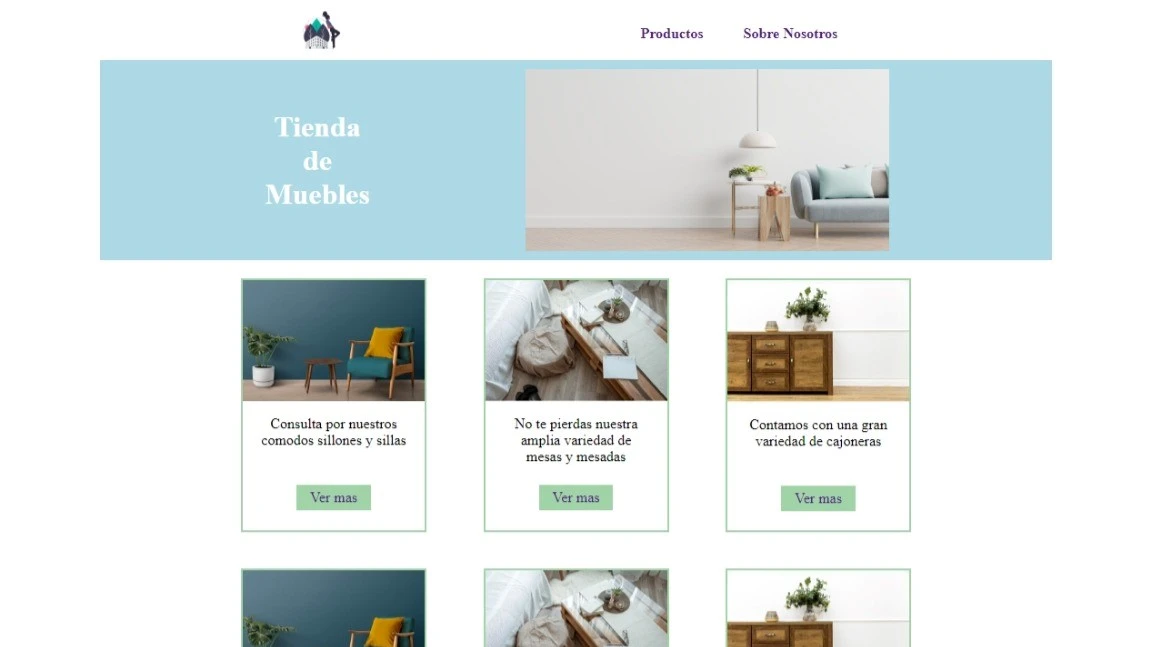 Productos
Sobre Nosotros
Tienda
de
Muebles
Consulta por nuestros
comodos sillones y sillas
Ver mas
No te pierdas nuestra
amplia variedad de
mesas y mesadas
Ver mas
Contamos con una gran
variedad de cajoneras
Ver mas